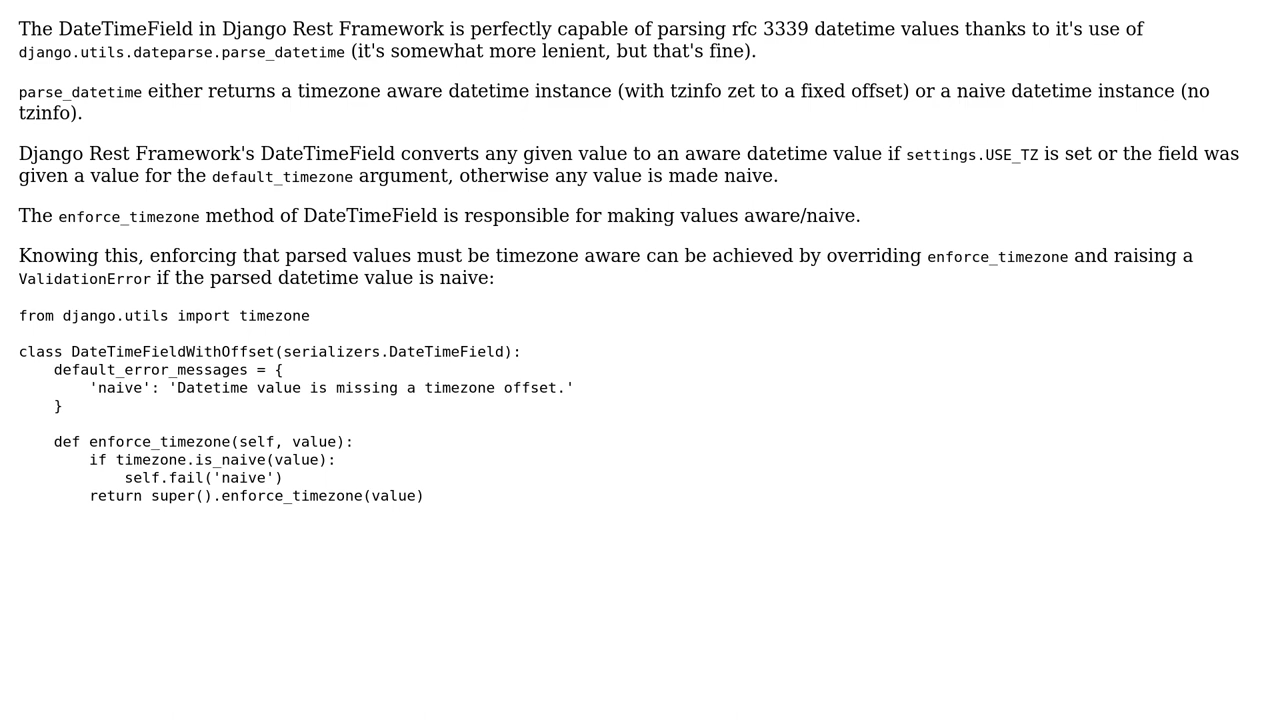 The DateTimeField in Django Rest Framework is perfectly capable of parsing rfc 3339 datetime values thanks to it's use of
django.utils.dateparse.parse_datetime (it's somewhat more lenient, but that's fine).
parse_datetime either returns a timezone aware datetime instance (with tzinfo zet to a fixed offset) or a naive datetime instance (no
tzinfo).
Django Rest Framework's DateTimeField converts any given value to an aware datetime value if settings.USE_TZ is set or the field was
given a value for the default_timezone argument, otherwise any value is made naive.
The enforce_timezone method of DateTimeField is responsible for making values aware/naive.
Knowing this, enforcing that parsed values must be timezone aware can be achieved by overriding enforce_timezone and raising a
ValidationError if the parsed datetime value is naive:
from django.utils import timezone
class DateTimeFieldWithOffset(serializers.DateTimeField):
    default_error_messages = {
        'naive': 'Datetime value is missing a timezone offset.'
    }
    def enforce_timezone(self, value):
        if timezone.is_naive(value):
            self.fail('naive')
        return super().enforce_timezone(value)